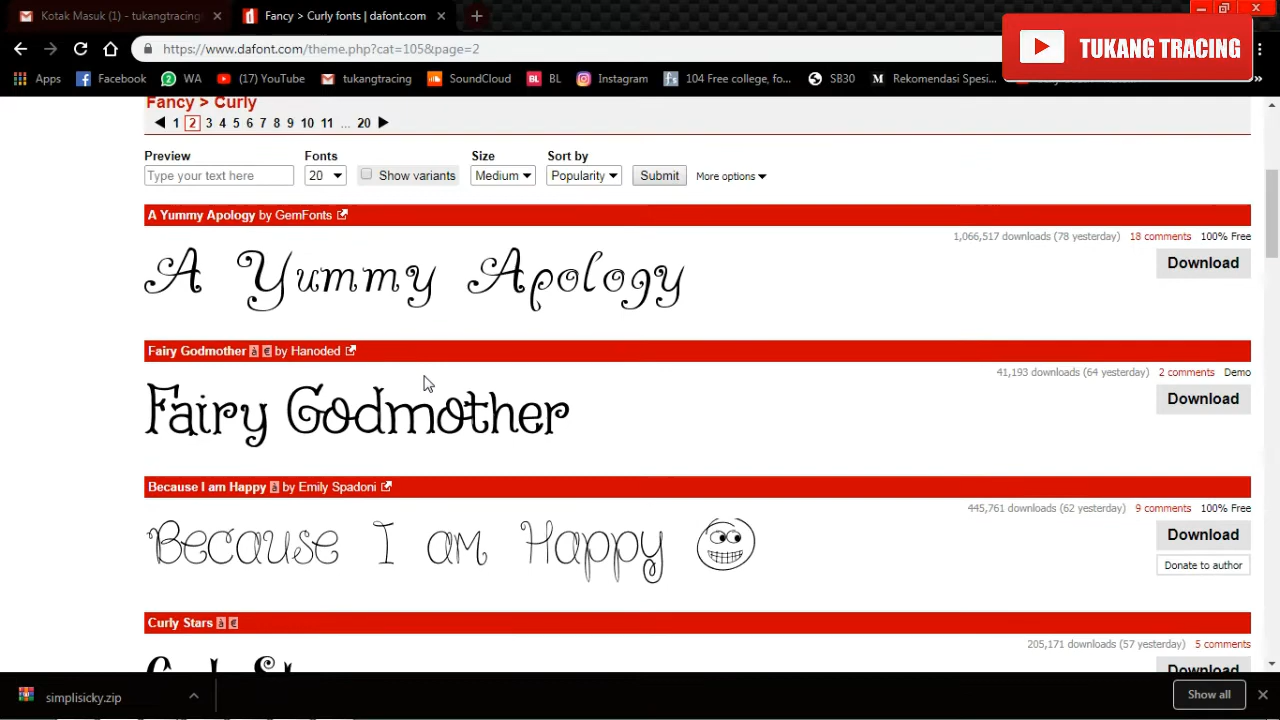 Kotak Masuk (1) - tukangtracing
Fancy > Curly fonts | dafont.com
TUKANG TRACING
https://www.dafont.com/theme.php?cat=105&page=2
Apps Facebook WA (17) YouTube tukangtracing SoundCloud BL Instagram 104 Free college, fo... SB30 Rekomendasi Spesi...
Fancy > Curly
1 2 3 4 5 6 7 8 9 10 11 ... 20
Preview Fonts Size Sort by
Type your text here 20 Show variants Medium Popularity Submit More options
A Yummy Apology by GemFonts
1,066,517 downloads (78 yesterday) 18 comments 100% Free
A Yummy Apology
Download
Fairy Godmother à € by Hanoded
41,193 downloads (64 yesterday) 2 comments Demo
Fairy Godmother
Download
Because I am Happy à by Emily Spadoni
445,761 downloads (62 yesterday) 9 comments 100% Free
Because I am Happy
Download
Donate to author
Curly Stars à €
205,171 downloads (57 yesterday) 5 comments
Curly St
Download
simplisicky.zip
Show all